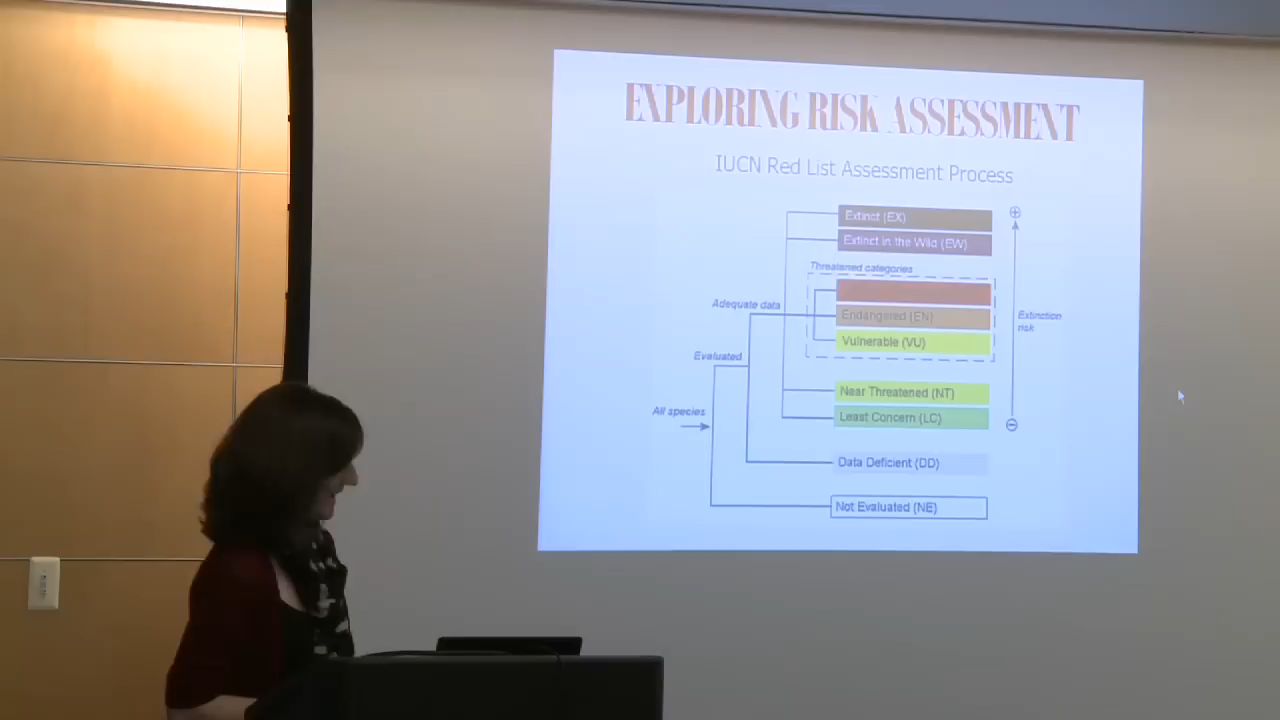 EXPLORING RISK ASSESSMENT
IUCN Red List Assessment Process
Extinct (EX)
Extinct in the Wild (EW)
Threatened categories
Adequate data
Endangered (EN)
Extinction
risk
Vulnerable (VU)
Evaluated
Near Threatened (NT)
All species
Least Concern (LC)
Data Deficient (DD)
Not Evaluated (NE)